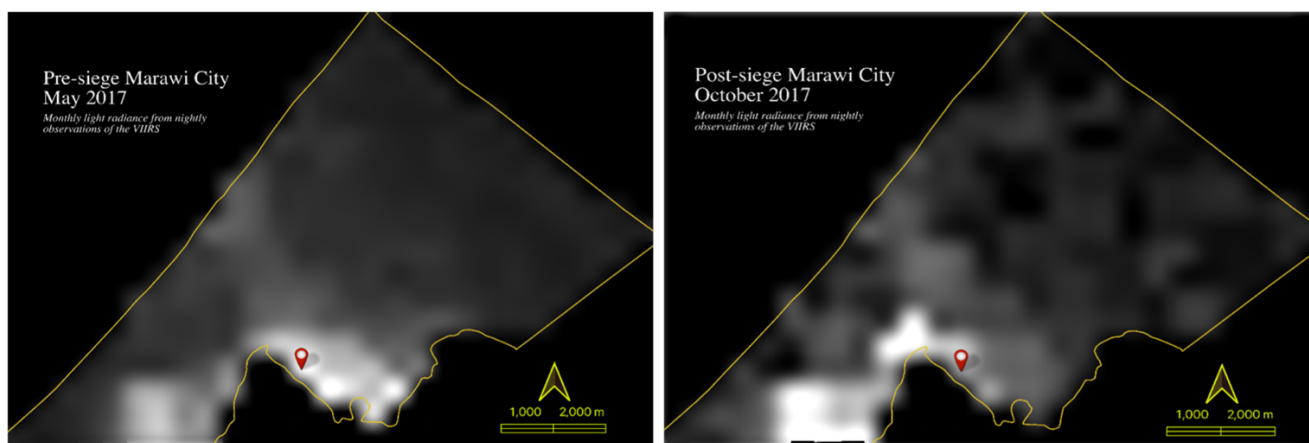 Pre-siege Marawi City
May 2017
Monthly light radiance from nightly
observations of the VIIRS
1,000 2,000 m
Post-siege Marawi City
October 2017
Monthly light radiance from nightly
observations of the VIIRS
1,000 2,000 m